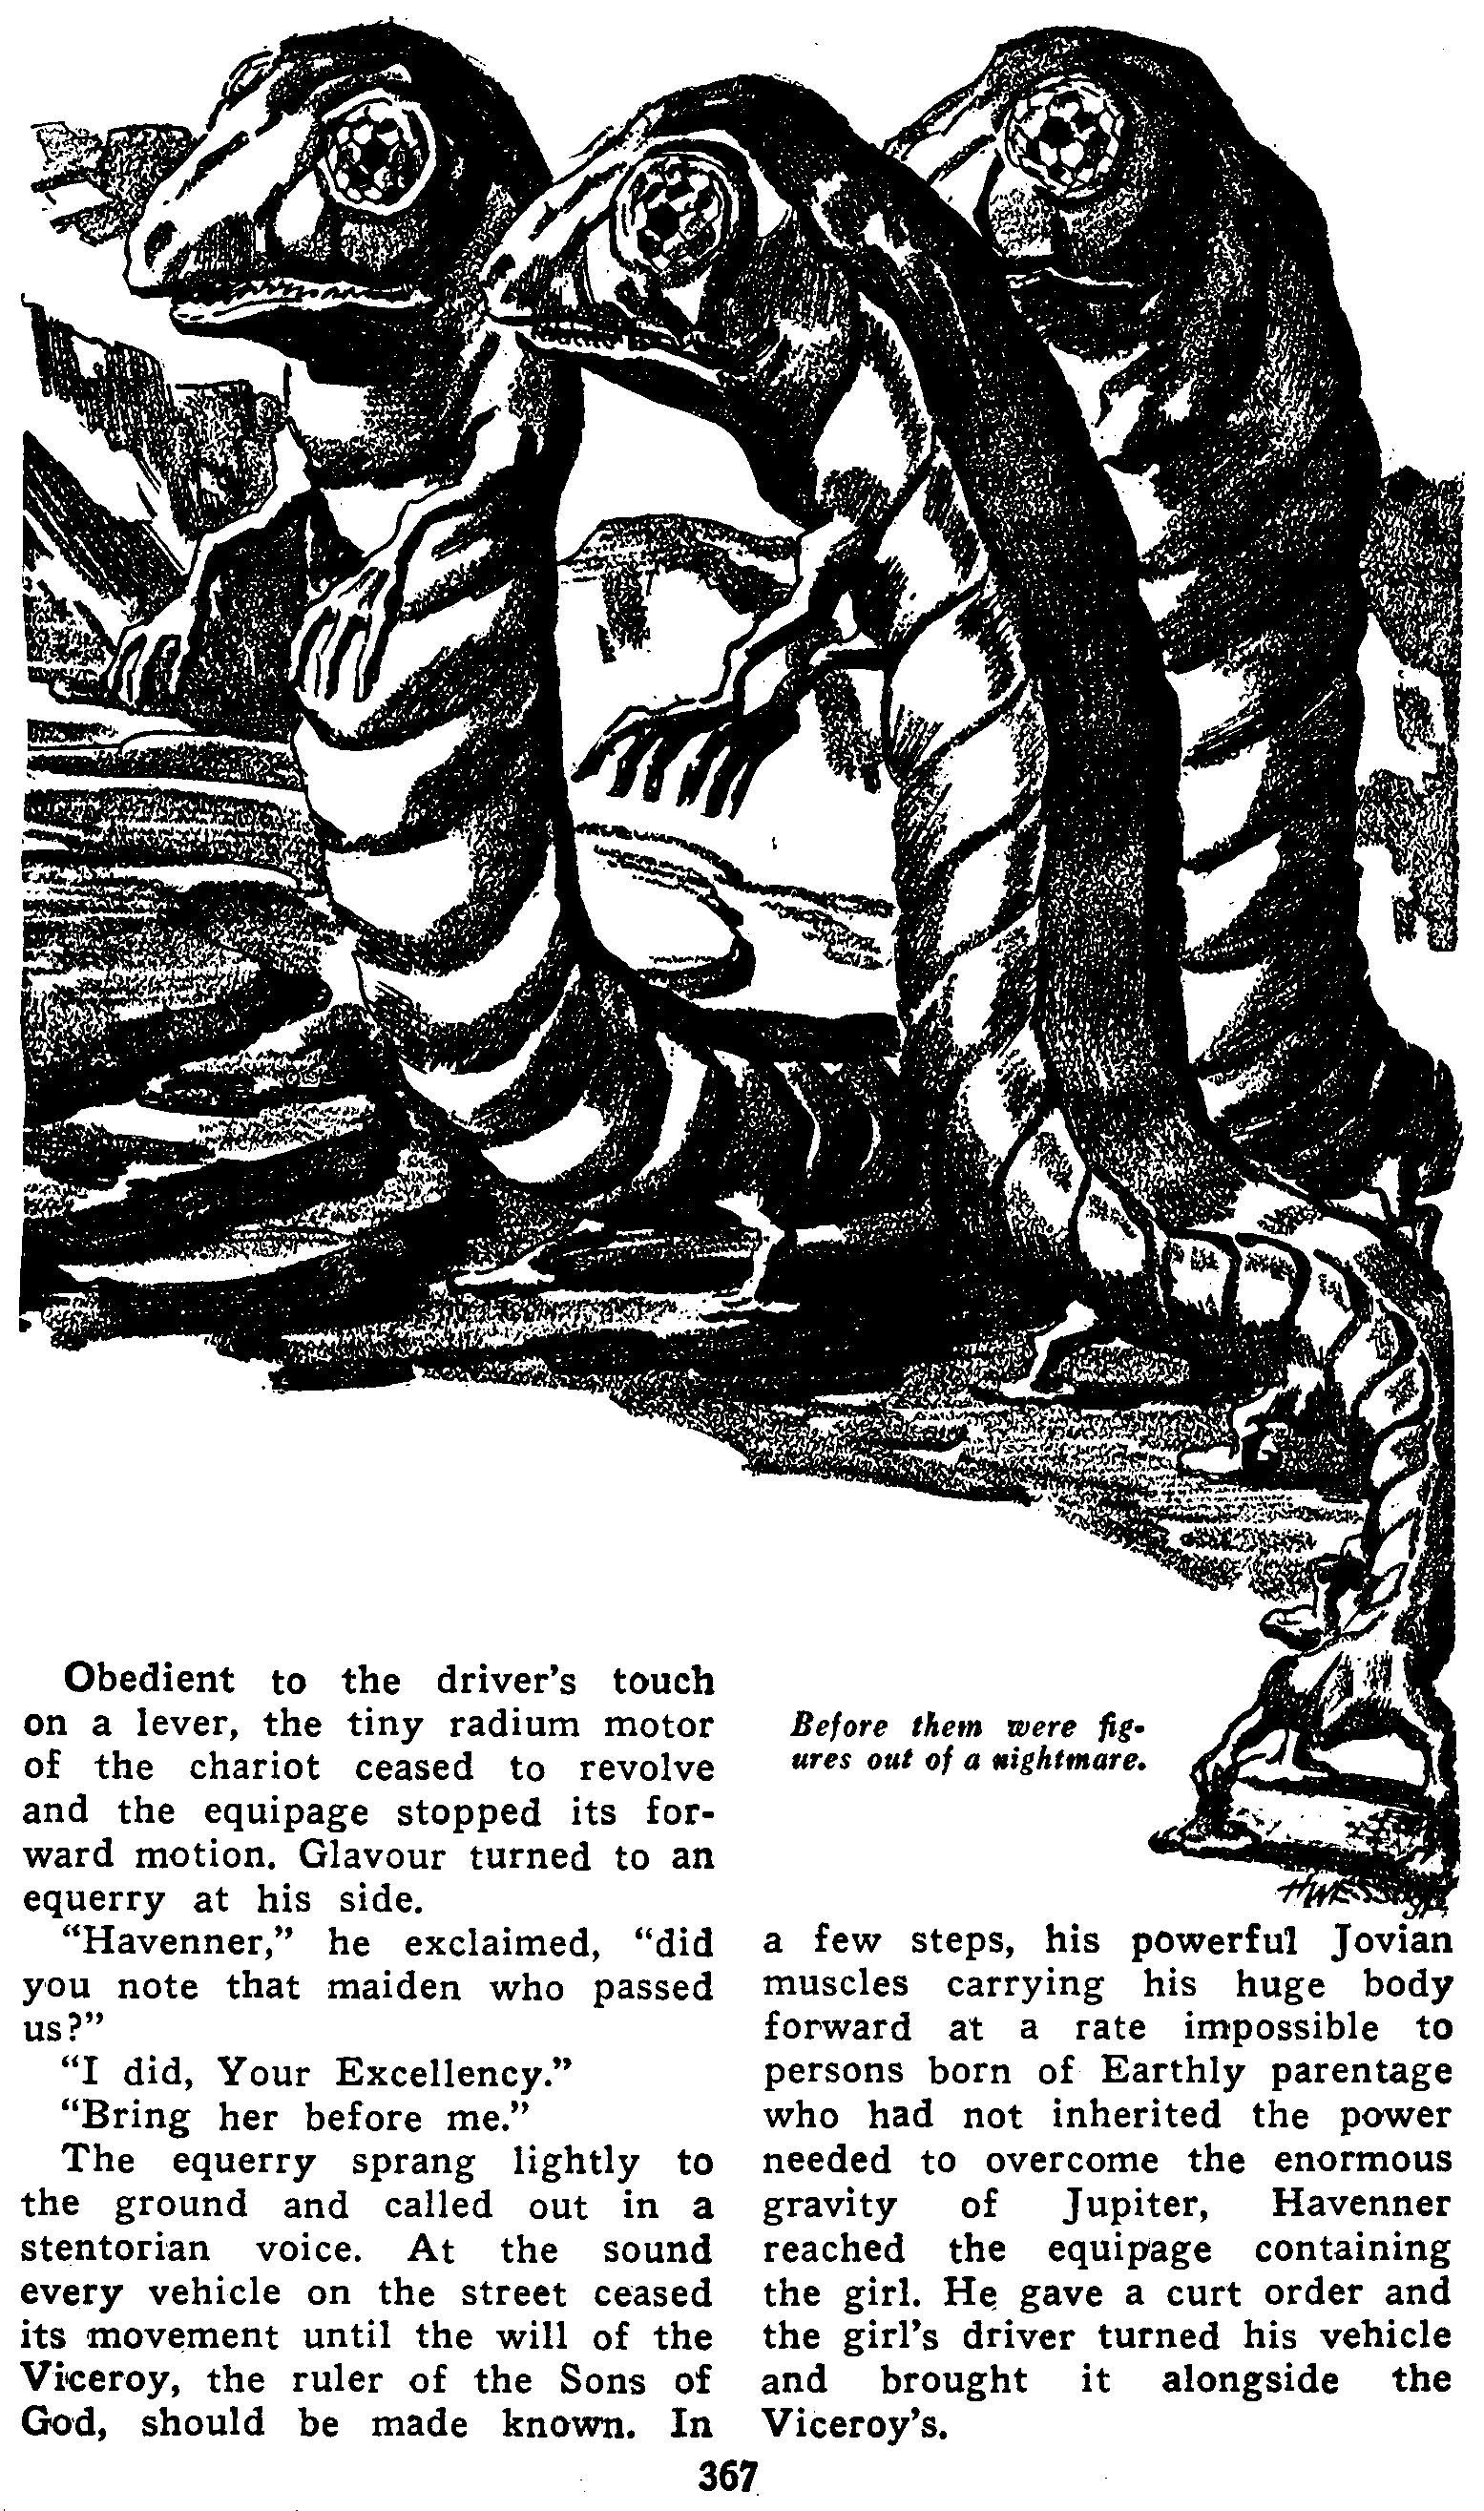 Obedient to the driver's touch
on a lever, the tiny radium motor
of the chariot ceased to revolve
and the equipage stopped its for-
ward motion. Glavour turned to an
equerry at his side.
“Havenner,” he exclaimed, “did
you note that maiden who passed
us?”
“I did, Your Excellency.”
“Bring her before me.”
The equerry sprang lightly to
the ground and called out in a
stentorian voice. At the sound
every vehicle on the street ceased
its movement until the will of the
Viceroy, the ruler of the Sons of
God, should be made known. In
Before them were fig-
ures out of a nightmare.
a few steps, his powerful Jovian
muscles carrying his huge body
forward at a rate impossible to
persons born of Earthly parentage
who had not inherited the power
needed to overcome the enormous
gravity of Jupiter, Havenner
reached the equipage containing
the girl. He gave a curt order and
the girl's driver turned his vehicle
and brought it alongside the
Viceroy's.
367